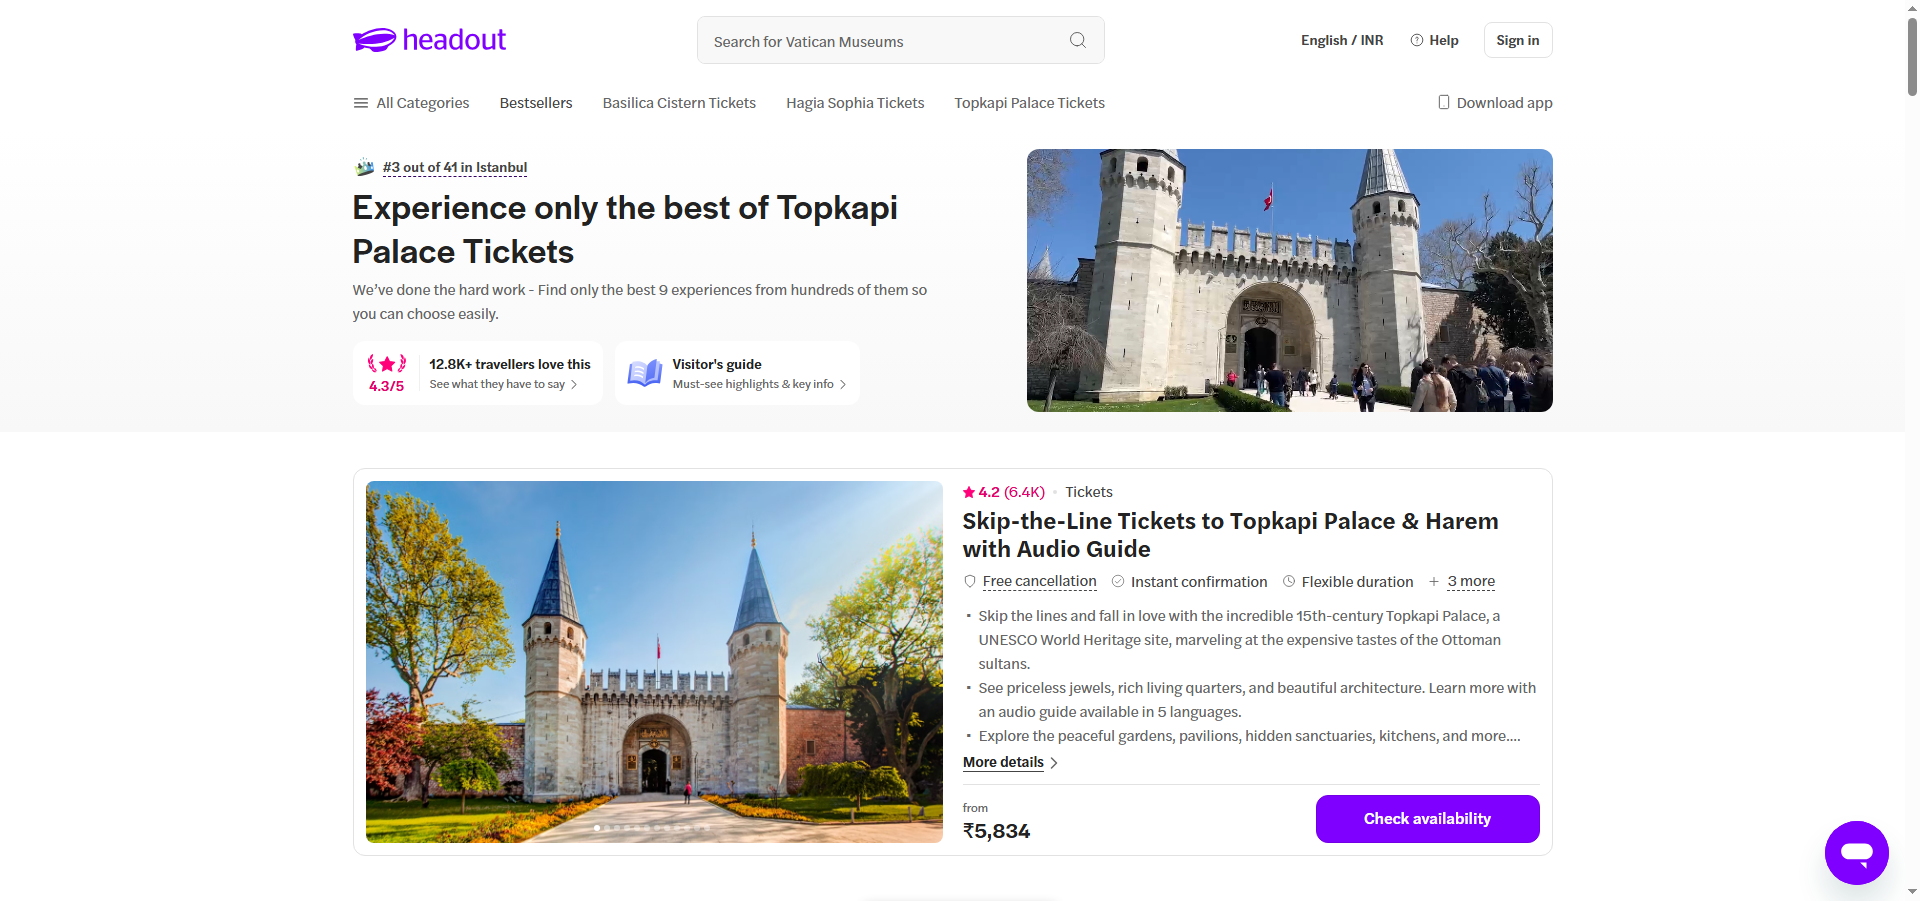 headout
Search for Vatican Museums
English / INR
Help
Sign in
All Categories
Bestsellers
Basilica Cistern Tickets
Hagia Sophia Tickets
Topkapi Palace Tickets
Download app
#3 out of 41 in Istanbul
Experience only the best of Topkapi
Palace Tickets
We've done the hard work - Find only the best 9 experiences from hundreds of them so
you can choose easily.
4.3/5
12.8K+ travellers love this
See what they have to say
Visitor's guide
Must-see highlights & key info
4.2 (6.4K)
Tickets
Skip-the-Line Tickets to Topkapi Palace & Harem
with Audio Guide
Free cancellation
Instant confirmation
Flexible duration
+ 3 more
• Skip the lines and fall in love with the incredible 15th-century Topkapi Palace, a
UNESCO World Heritage site, marveling at the expensive tastes of the Ottoman
sultans.
• See priceless jewels, rich living quarters, and beautiful architecture. Learn more with
an audio guide available in 5 languages.
• Explore the peaceful gardens, pavilions, hidden sanctuaries, kitchens, and more....
More details
from
₹5,834
Check availability